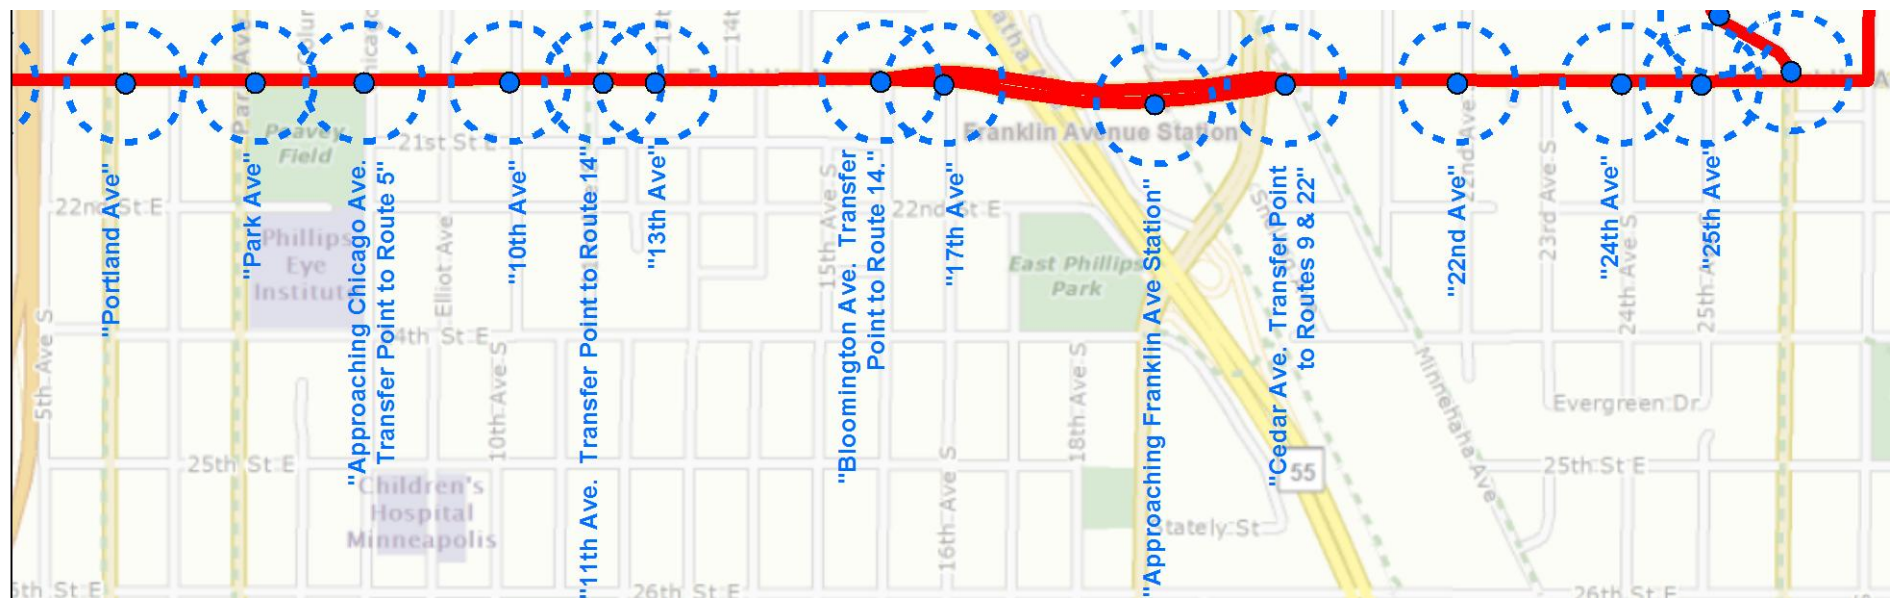 "Portland Ave"
"Park Ave"
"Approaching Chicago Ave.
Transfer Point to Route 5"
"10th Ave"
"11th Ave.  Transfer Point to Route 14"
"13th Ave"
"Bloomington Ave.  Transfer
Point to Route 14."
"17th Ave"
"Approaching Franklin Ave Station"
"Cedar Ave.  Transfer Point
to Routes 9 & 22"
"22nd Ave"
"24th Ave"
"25th Ave"
Peavey
Field
21st St E
Franklin Avenue Station
22nd St E
22nd St E
Phillips
Eye
Institute
Elliot Ave
15th Ave S
East Phillips
Park
22nd Ave
23rd Ave S
24th Ave S
25th Ave
5th Ave S
10th Ave S
18th Ave S
Minnehaha Ave
Evergreen Dr
25th St E
25th St E
55
Children's
Hospital
Minneapolis
16th Ave S
26th St E
26th St E